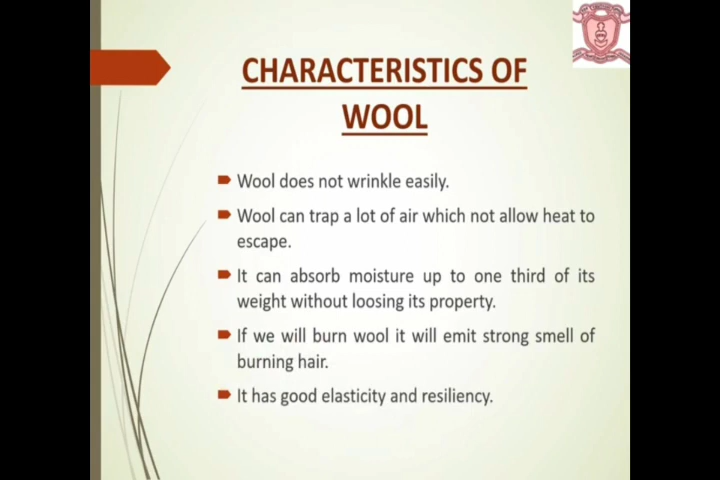 CHARACTERISTICS OF
WOOL
Wool does not wrinkle easily.
Wool can trap a lot of air which not allow heat to
escape.
It can absorb moisture up to one third of its
weight without loosing its property.
If we will burn wool it will emit strong smell of
burning hair.
It has good elasticity and resiliency.